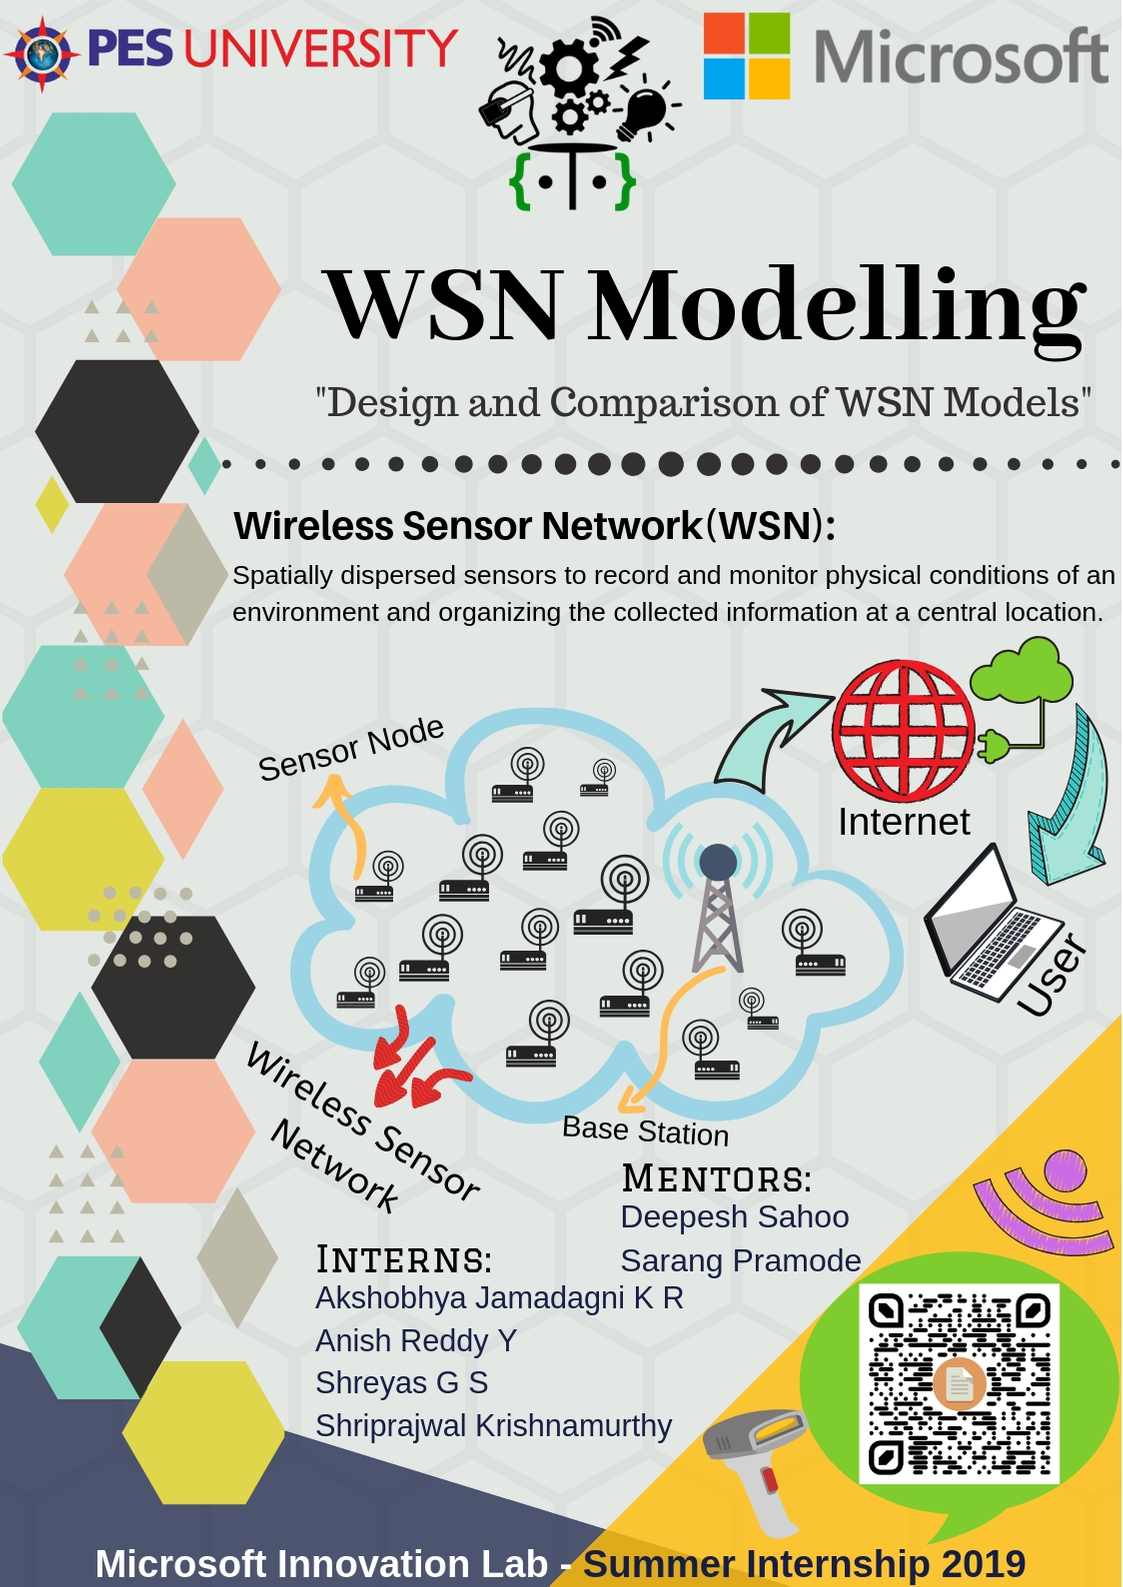 PES UNIVERSITY
Microsoft
WSN Modelling
"Design and Comparison of WSN Models"
Wireless Sensor Network(WSN):
Spatially dispersed sensors to record and monitor physical conditions of an
environment and organizing the collected information at a central location.
Sensor Node
Internet
User
Wireless Sensor
Network
Base Station
Mentors:
Deepesh Sahoo
Sarang Pramode
Interns:
Akshobhya Jamadagni K R
Anish Reddy Y
Shreyas G S
Shriprajwal Krishnamurthy
Microsoft Innovation Lab - Summer Internship 2019